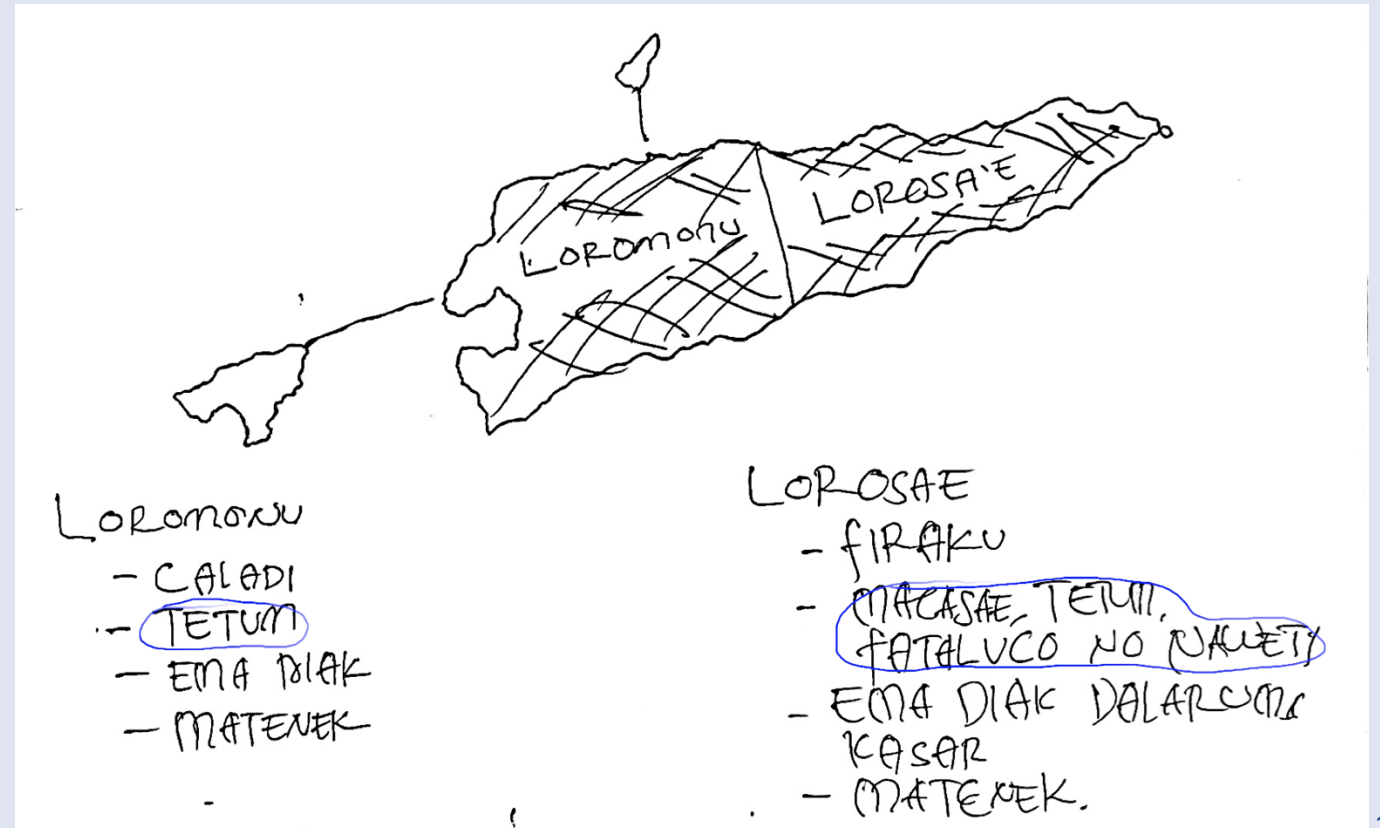 LOROSA'E
LOROMONU
LOROMONU
- CALADI
- TETUM
- EMA DIAK
- MATENEK
LOROSAE
- FIRAKU
- MACASAE, TETUM,
FATALUCO NO NAUETY
- EMA DIAK DALARUMA
KASAR
- MATENEK.